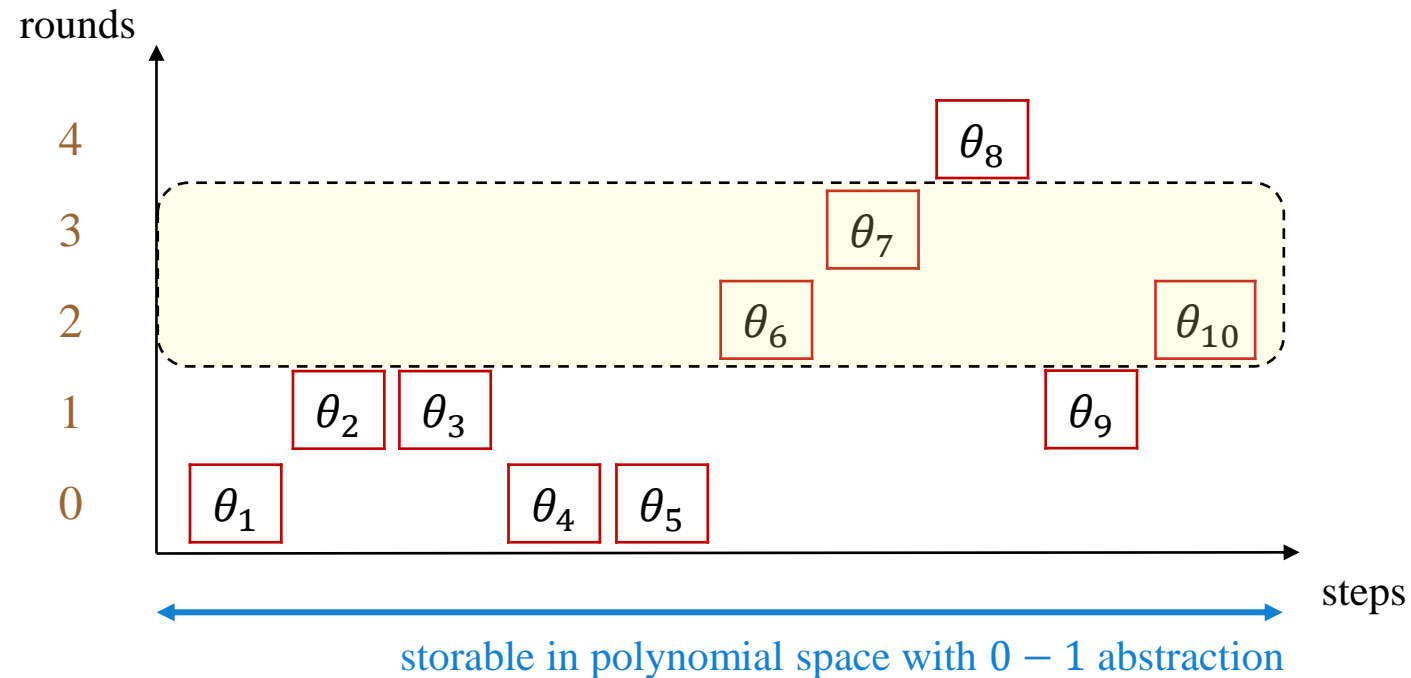 rounds
4 θ₈
3 θ₇
2 θ₆ θ₁₀
1 θ₂ θ₃ θ₉
0 θ₁ θ₄ θ₅
steps
storable in polynomial space with 0 − 1 abstraction